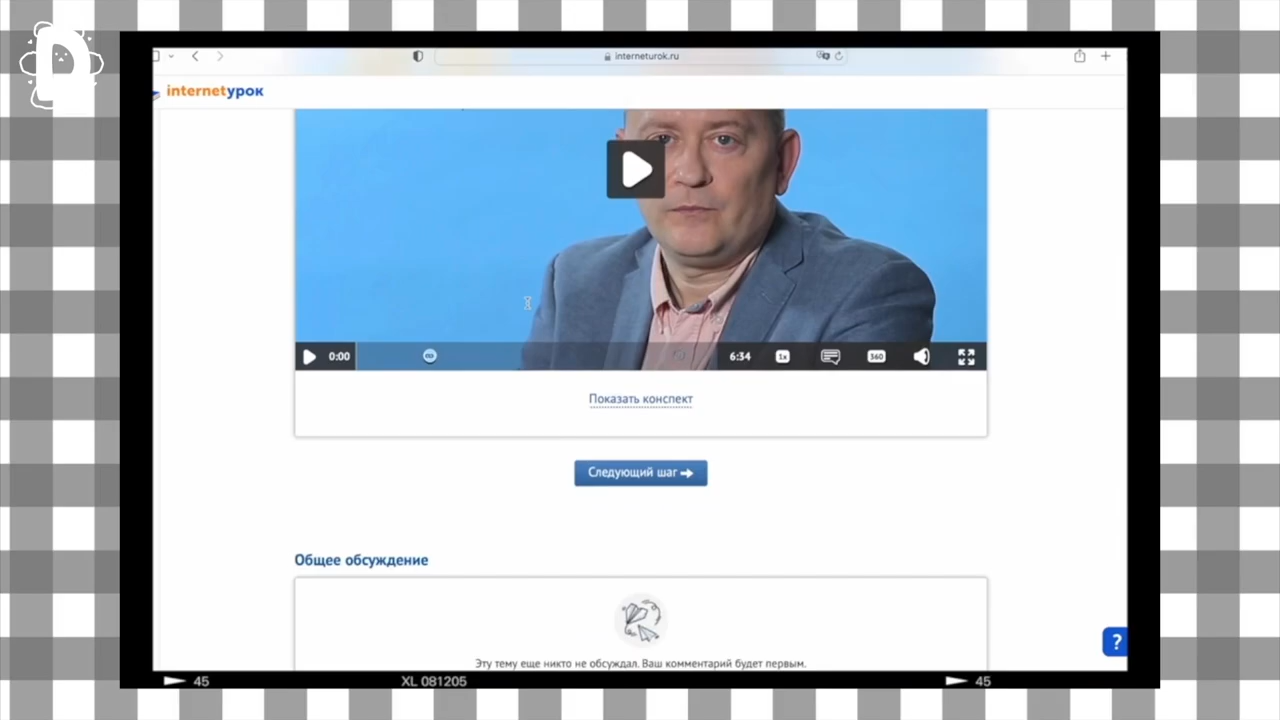 D
interneturok.ru
internetурок
0:00
6:34
1x
360
Показать конспект
Следующий шаг
Общее обсуждение
Эту тему еще никто не обсуждал. Ваш комментарий будет первым.
?
45
XL 081205
45